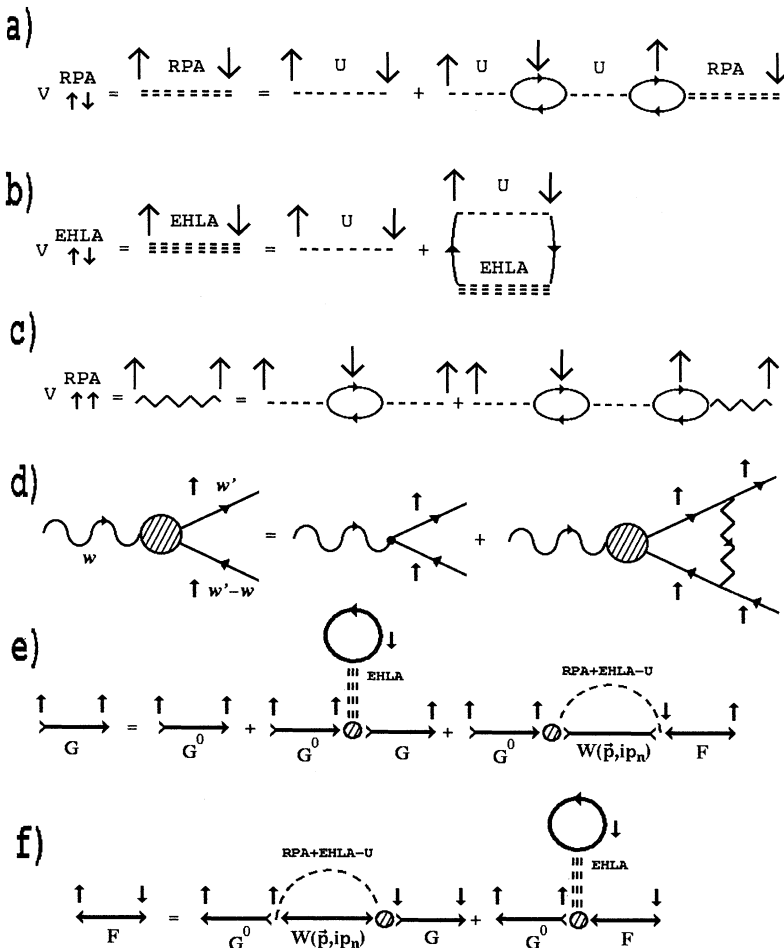 a)
V RPA ↑↓ = ↑ RPA ↓ = ↑ U ↓ + ↑ U ↓ U ↑ RPA ↓
b)
V EHLA ↑↓ = ↑ EHLA ↓ = ↑ U ↓ + ↑ U ↓ EHLA
c)
V RPA ↑↑ = ↑ ↑ = ↑ ↓ ↑ + ↑ ↓ ↑ ↑
d)
w ↑ w' ↑ w'-w = ↑ ↑ + ↑ ↑ ↑ ↑
e)
↓ EHLA RPA+EHLA-U
↑ ↑ = ↑ ↑ + ↑ ↑ ↑ + ↑ ↓ ↑
G G⁰ G⁰ G G⁰ W(p⃗,ipₙ) F
f)
RPA+EHLA-U ↓ EHLA
↑ ↓ = ↑ ↑ ↓ ↓ + ↑ ↑ ↓
F G⁰ W(p⃗,ipₙ) G G⁰ F